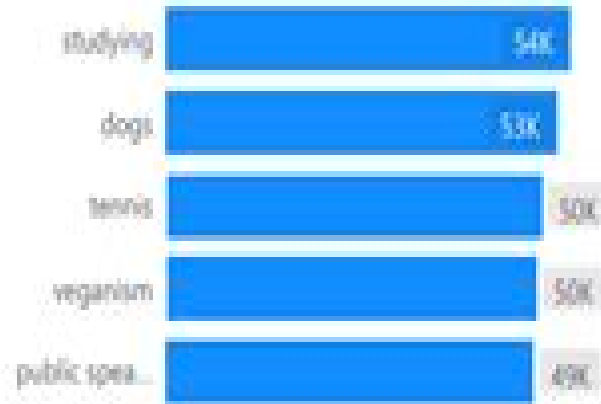 studying 54K
dogs 53K
tennis 50K
veganism 50K
public spea... 49K